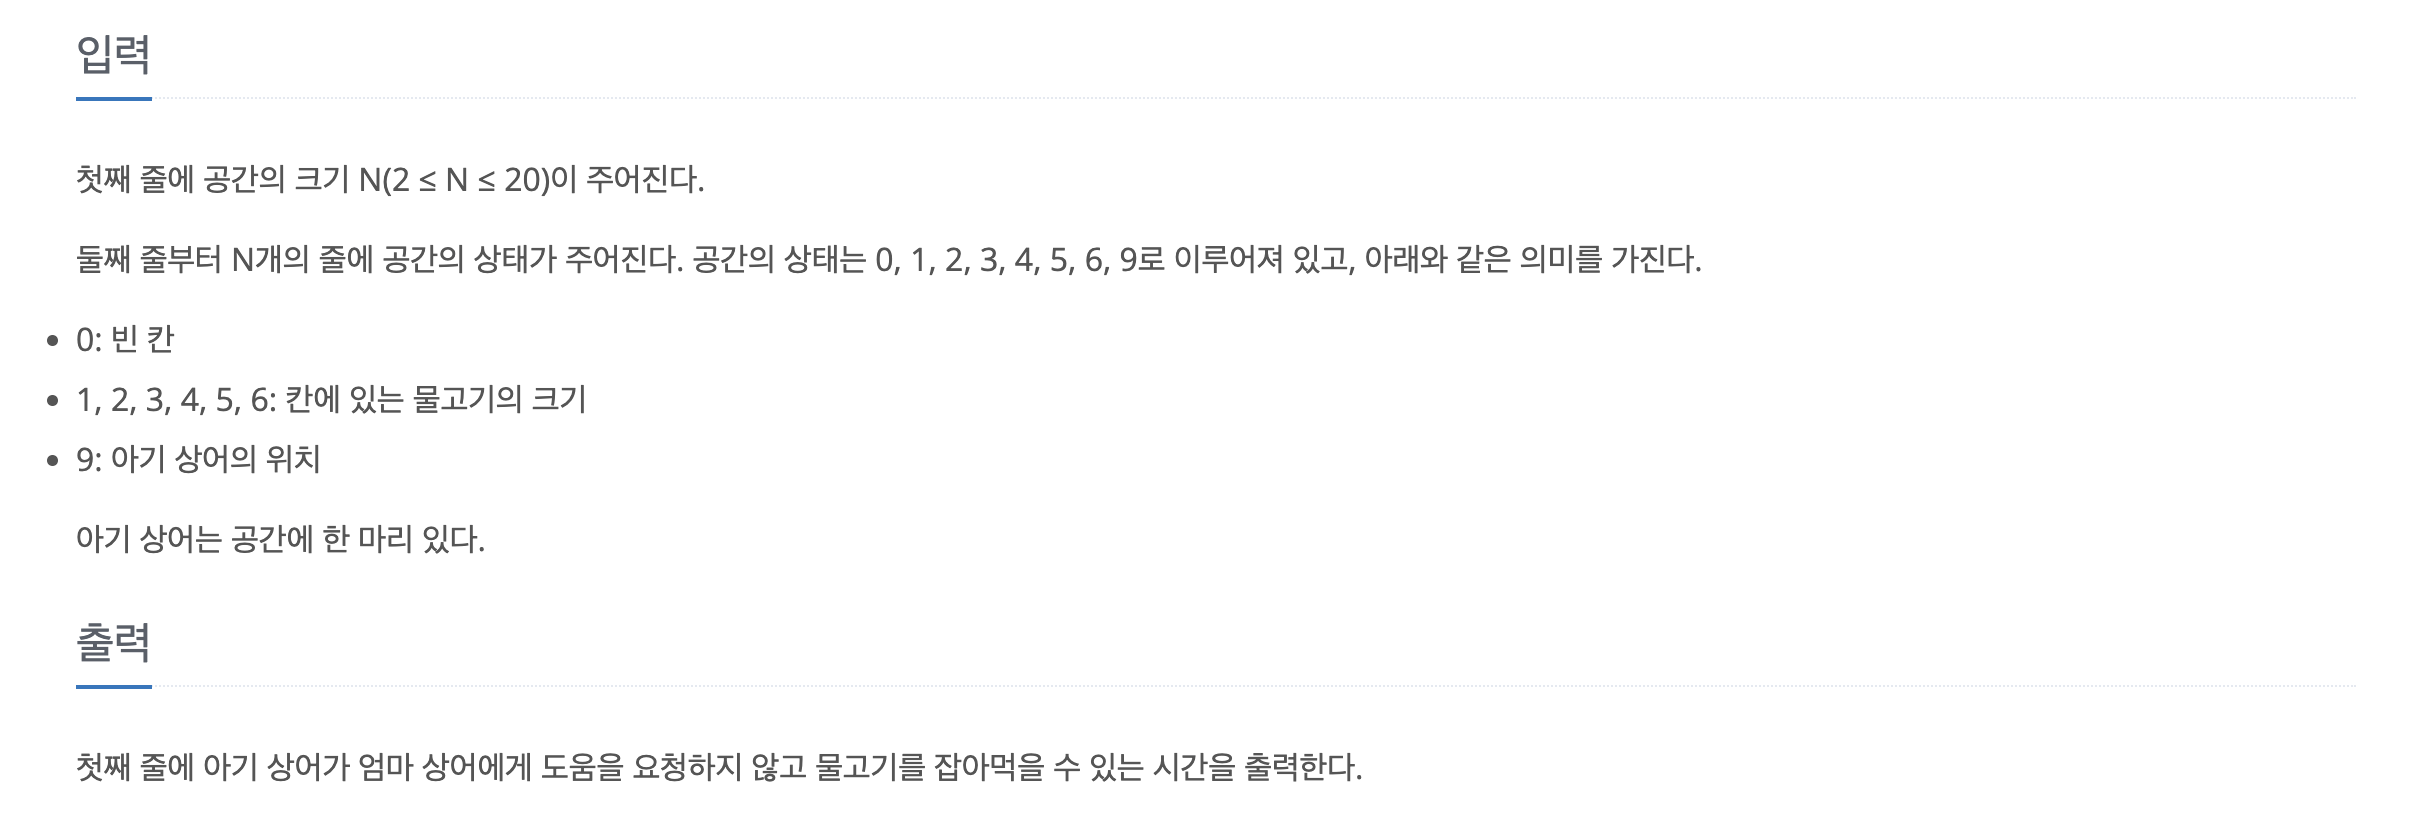 입력
첫째 줄에 공간의 크기 N(2 ≤ N ≤ 20)이 주어진다.
둘째 줄부터 N개의 줄에 공간의 상태가 주어진다. 공간의 상태는 0, 1, 2, 3, 4, 5, 6, 9로 이루어져 있고, 아래와 같은 의미를 가진다.
• 0: 빈 칸
• 1, 2, 3, 4, 5, 6: 칸에 있는 물고기의 크기
• 9: 아기 상어의 위치
아기 상어는 공간에 한 마리 있다.
출력
첫째 줄에 아기 상어가 엄마 상어에게 도움을 요청하지 않고 물고기를 잡아먹을 수 있는 시간을 출력한다.